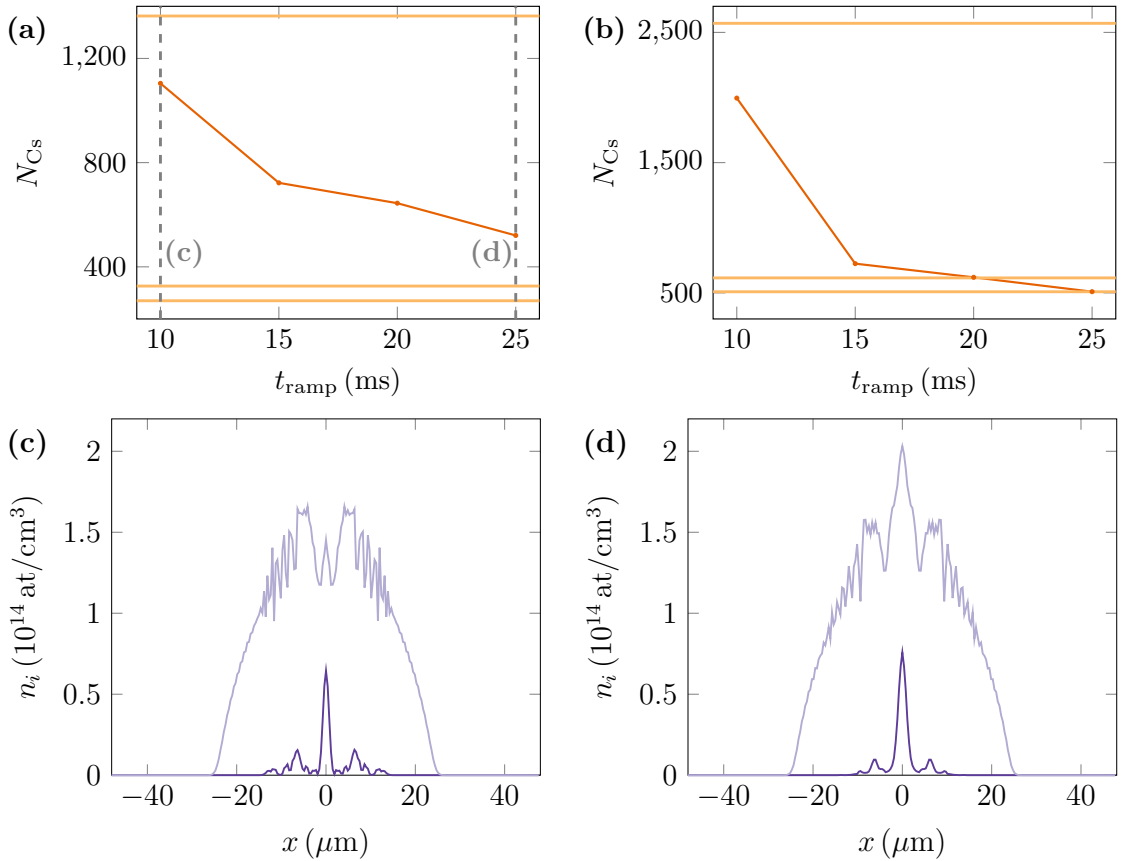 (a)
1,200
800
400
N_Cs
(c)
(d)
10 15 20 25
t_ramp (ms)
(b)
2,500
1,500
500
N_Cs
10 15 20 25
t_ramp (ms)
(c)
2
1.5
1
0.5
0
n_i (10^14 at/cm^3)
−40 −20 0 20 40
x (μm)
(d)
2
1.5
1
0.5
0
n_i (10^14 at/cm^3)
−40 −20 0 20 40
x (μm)